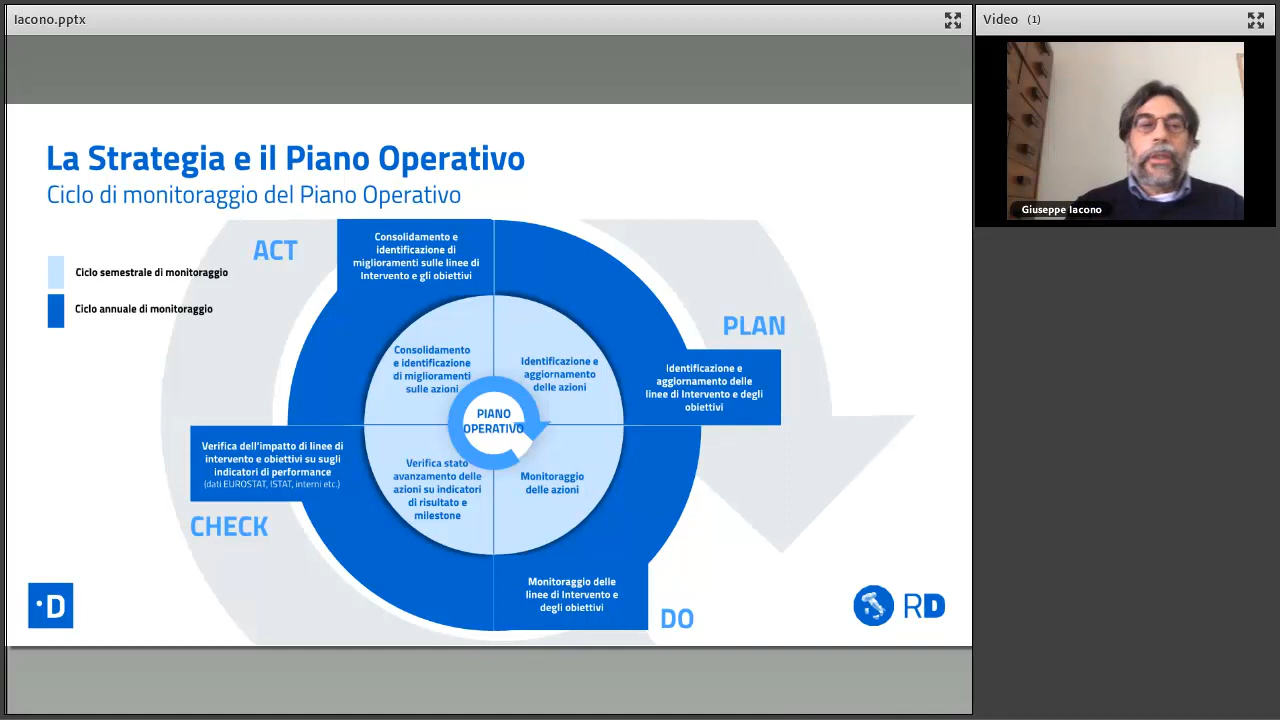 Iacono.pptx
Video (1)
Giuseppe Iacono
La Strategia e il Piano Operativo
Ciclo di monitoraggio del Piano Operativo
Ciclo semestrale di monitoraggio
Ciclo annuale di monitoraggio
ACT
Consolidamento e
identificazione di
miglioramenti sulle linee di
Intervento e gli obiettivi
PLAN
Identificazione e
aggiornamento delle
linee di Intervento e degli
obiettivi
Consolidamento
e identificazione
di miglioramenti
sulle azioni
Identificazione e
aggiornamento
delle azioni
PIANO
OPERATIVO
Verifica dell'impatto di linee di
intervento e obiettivi su sugli
indicatori di performance
(dati EUROSTAT, ISTAT, interni etc.)
CHECK
Verifica stato
avanzamento delle
azioni su indicatori
di risultato e
milestone
Monitoraggio
delle azioni
Monitoraggio delle
linee di Intervento e
degli obiettivi
DO
·D
RD